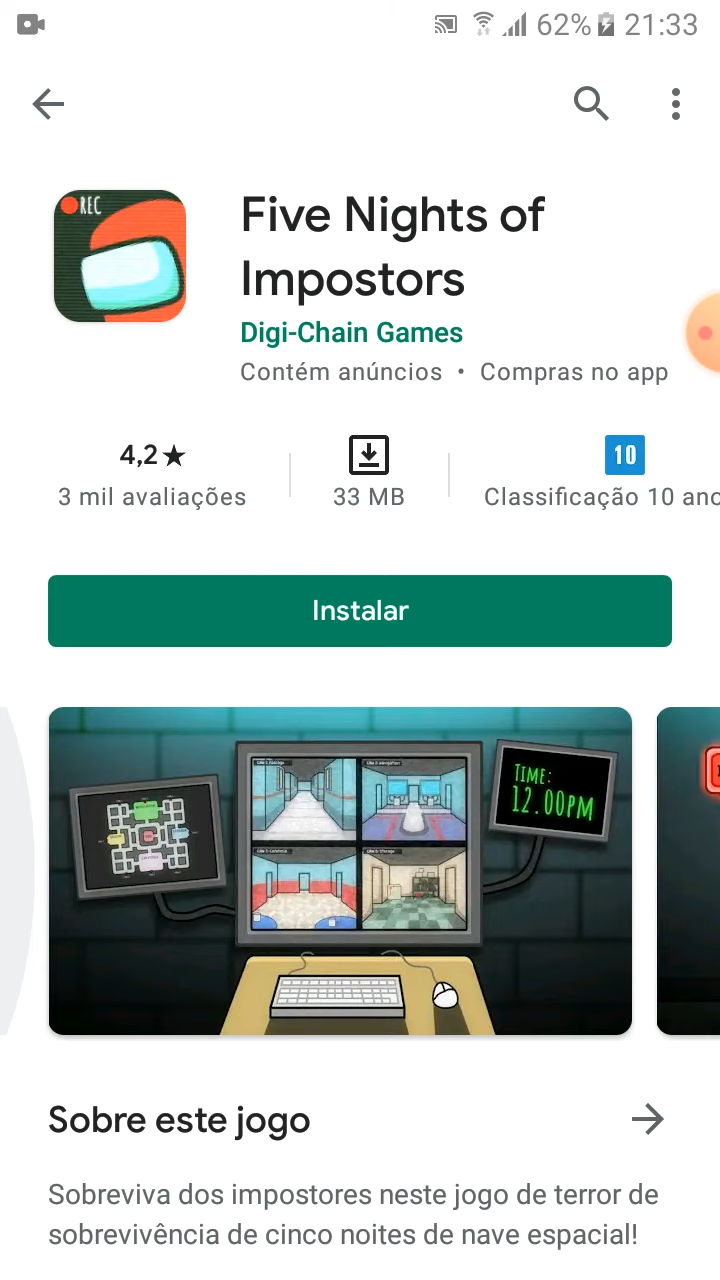 62% 21:33
REC
Five Nights of
Impostors
Digi-Chain Games
Contém anúncios • Compras no app
4,2★
10
3 mil avaliações
33 MB
Classificação 10 ano
Instalar
TIME:
12.00PM
Sobre este jogo
Sobreviva dos impostores neste jogo de terror de
sobrevivência de cinco noites de nave espacial!